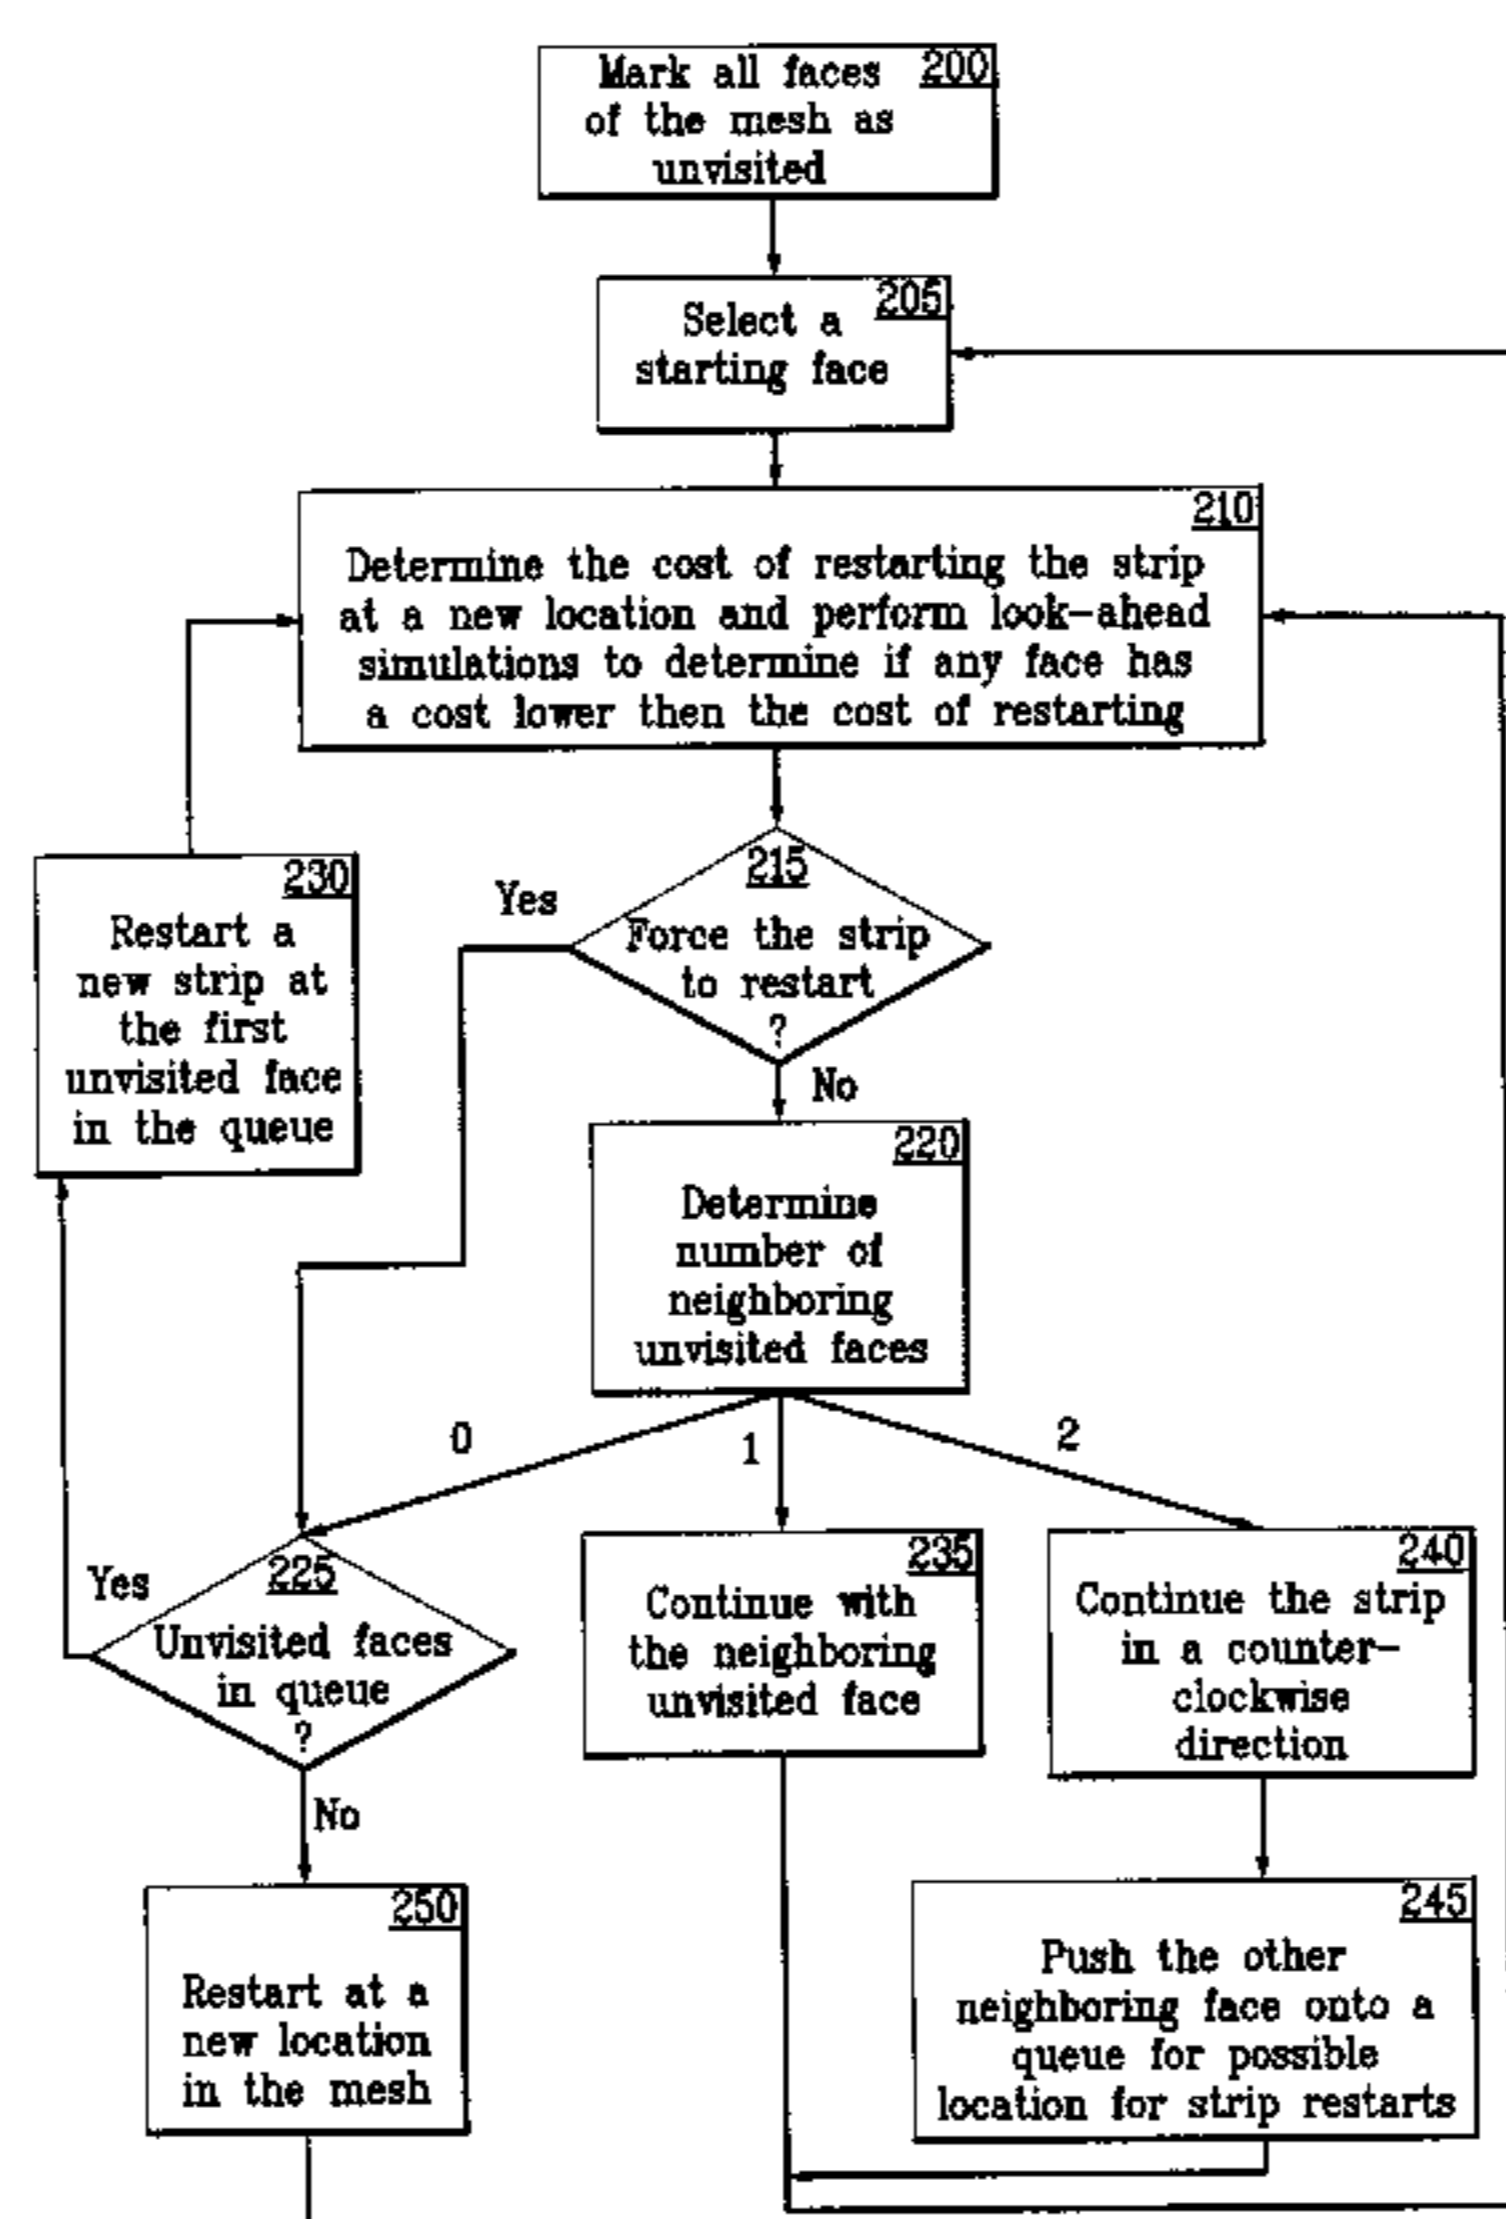 Mark all faces 200
of the mesh as
unvisited
205
Select a
starting face
210
Determine the cost of restarting the strip
at a new location and perform look-ahead
simulations to determine if any face has
a cost lower then the cost of restarting
215
Yes
Force the strip
to restart
?
No
230
Restart a
new strip at
the first
unvisited face
in the queue
220
Determine
number of
neighboring
unvisited faces
0
1
2
225
Yes
Unvisited faces
in queue
?
No
235
Continue with
the neighboring
unvisited face
240
Continue the strip
in a counter-
clockwise
direction
250
Restart at a
new location
in the mesh
245
Push the other
neighboring face onto a
queue for possible
location for strip restarts